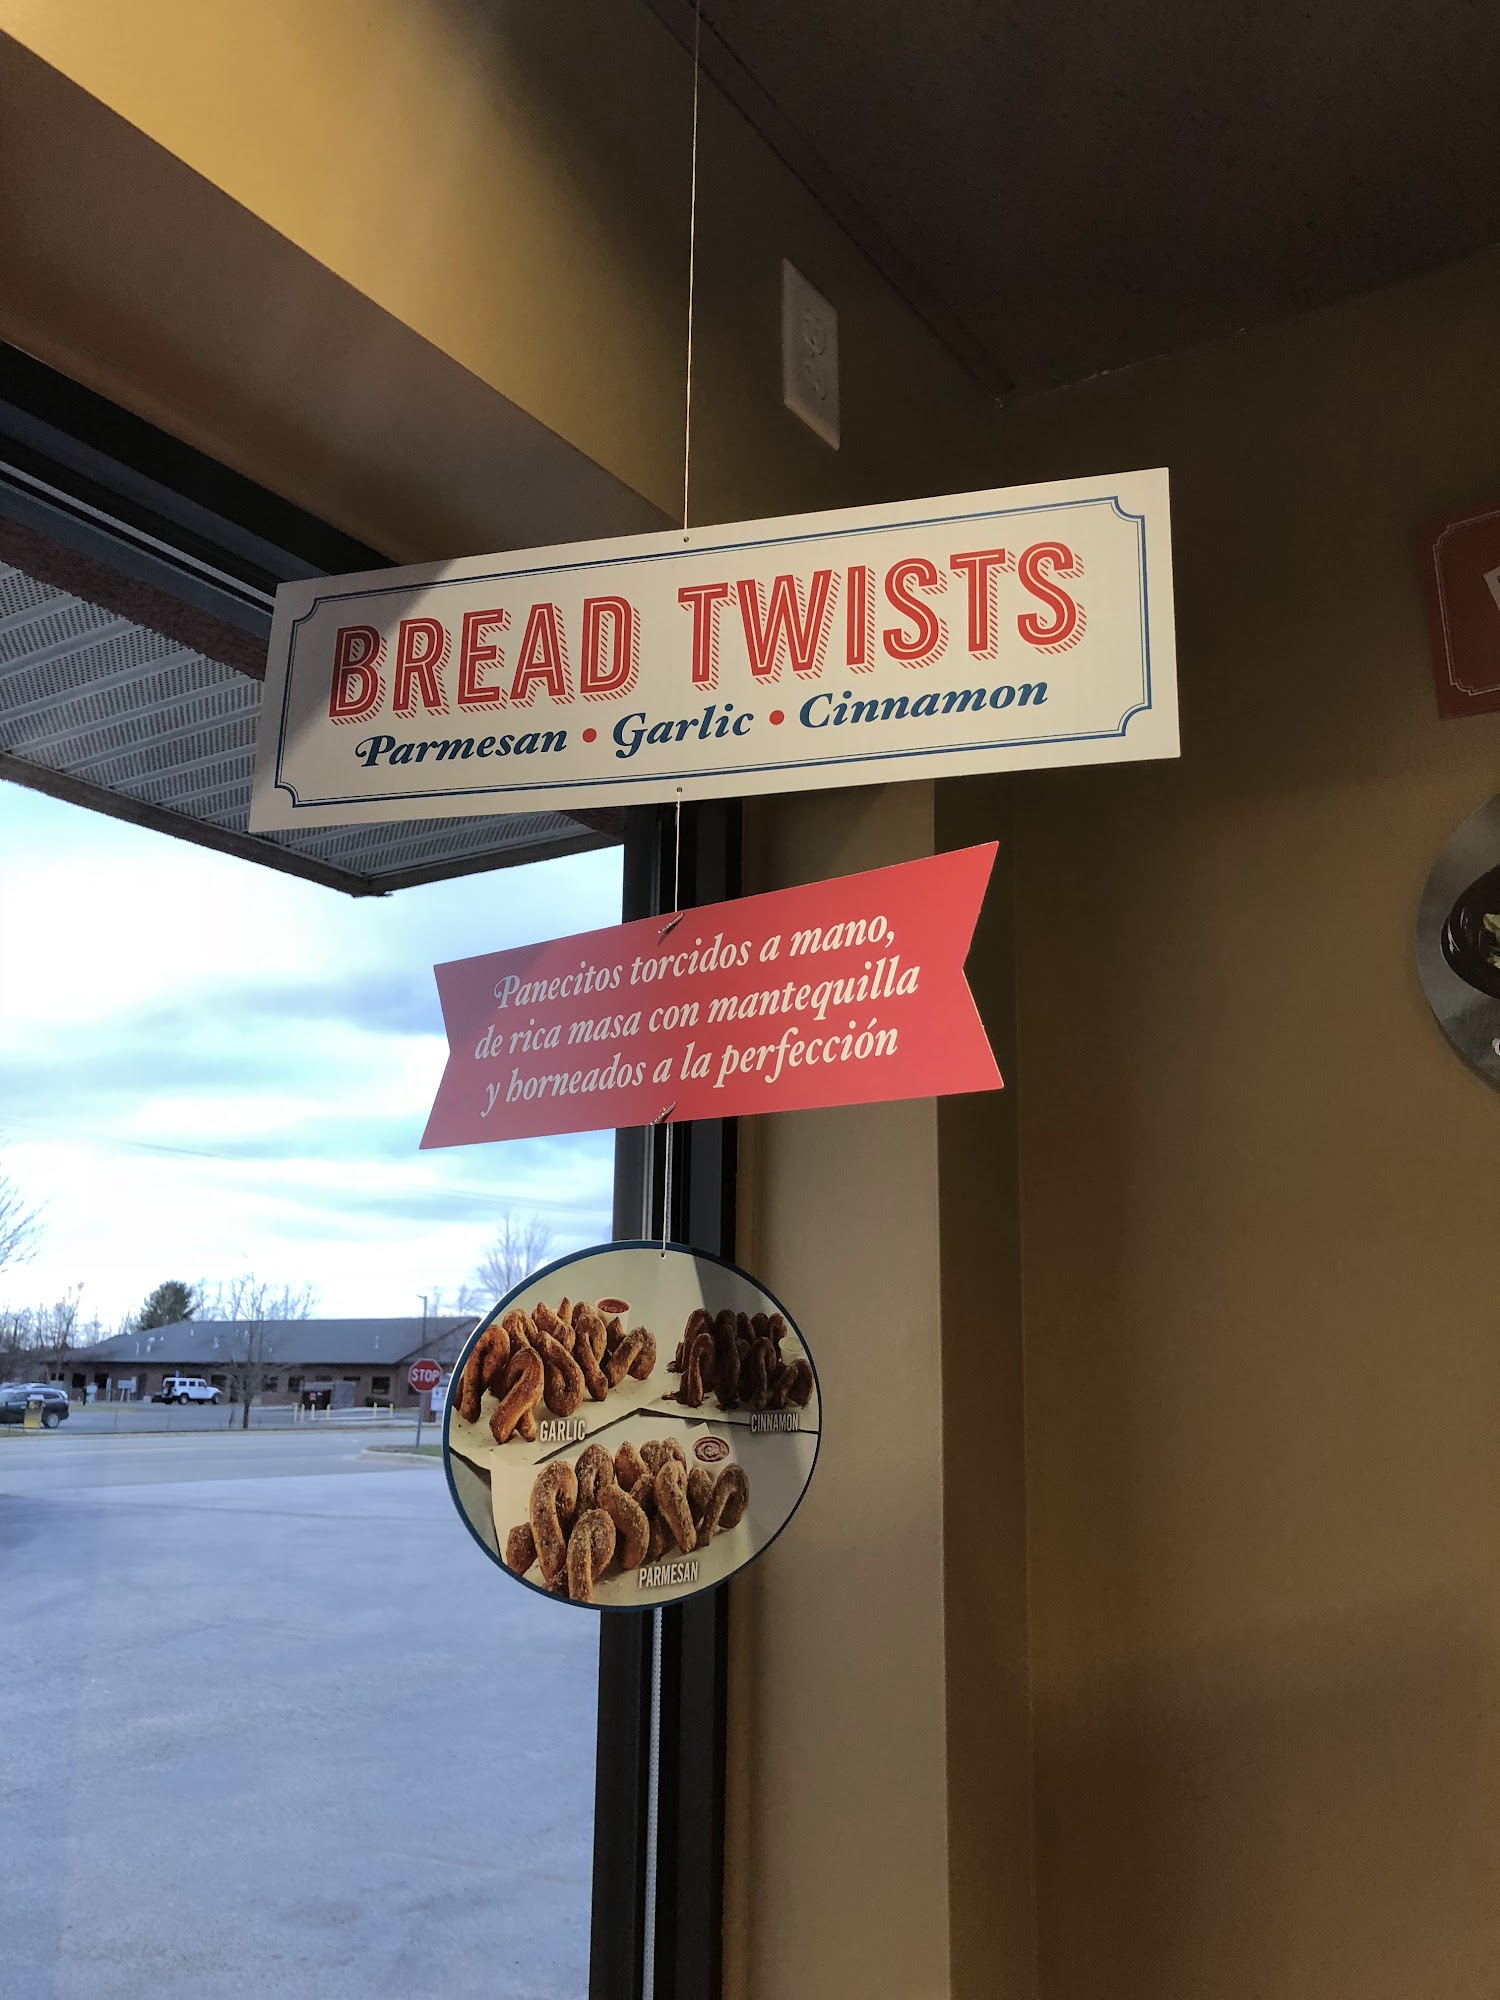 BREAD TWISTS
Parmesan • Garlic • Cinnamon
Panecitos torcidos a mano,
de rica masa con mantequilla
y horneados a la perfección
GARLIC
CINNAMON
PARMESAN
STOP